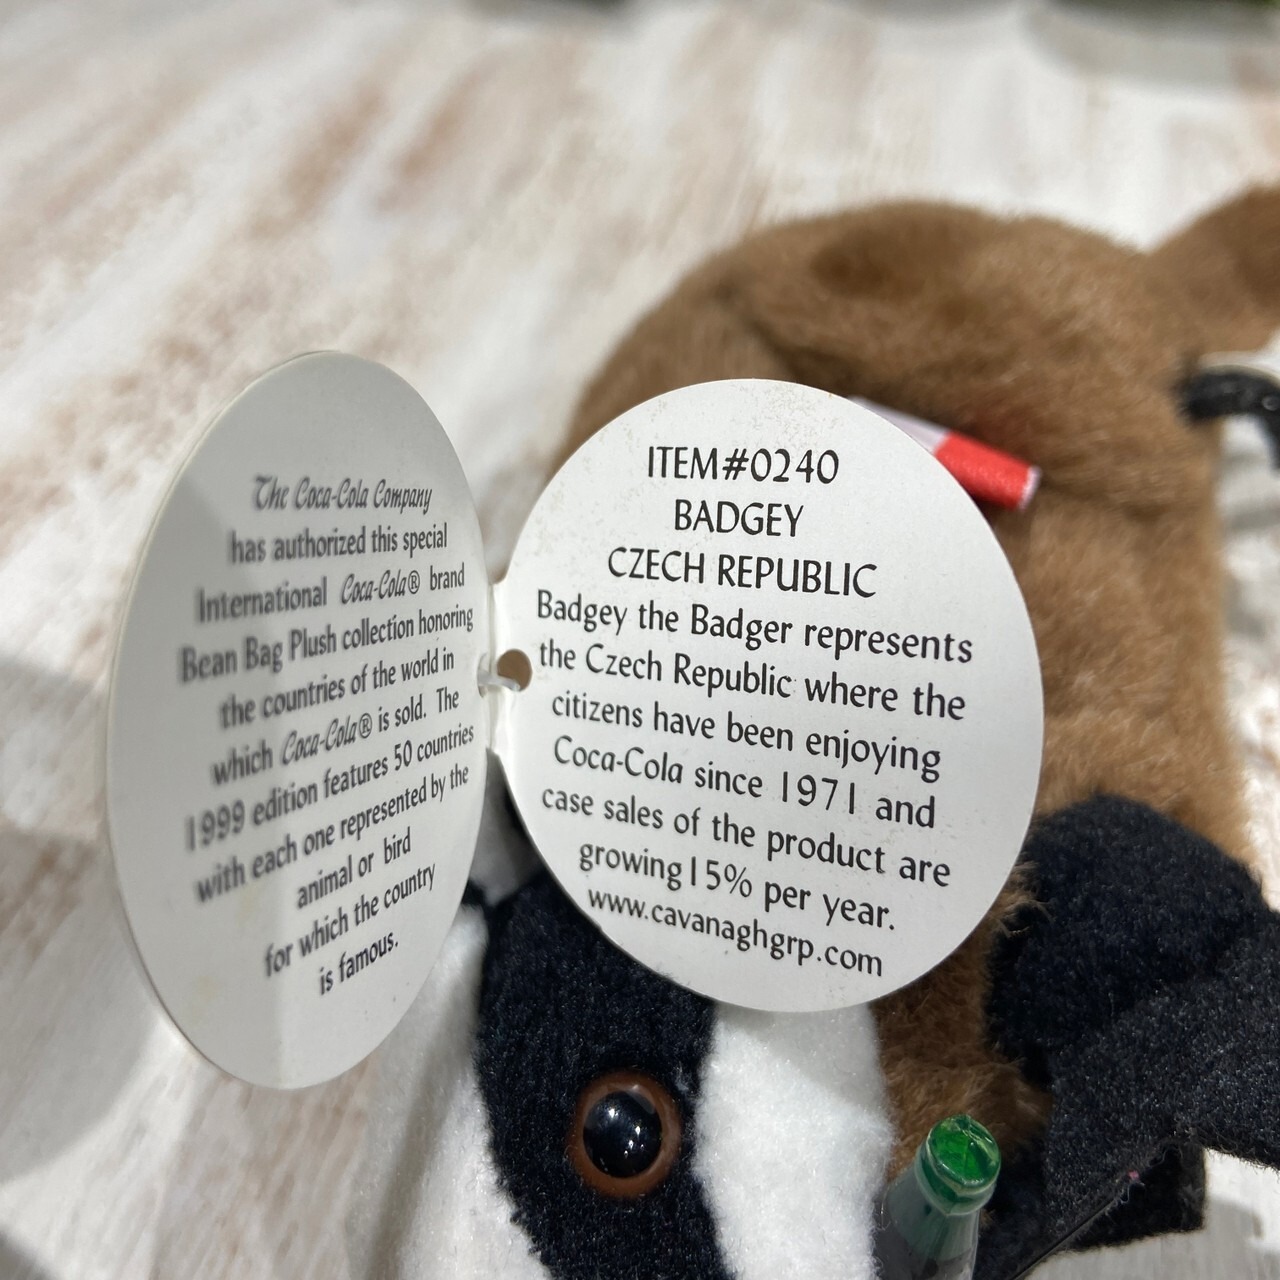 The Coca-Cola Company
has authorized this special
International Coca-Cola® brand
Bean Bag Plush collection honoring
the countries of the world in
which Coca-Cola® is sold. The
1999 edition features 50 countries
with each one represented by the
animal or bird
for which the country
is famous.
ITEM#0240
BADGEY
CZECH REPUBLIC
Badgey the Badger represents
the Czech Republic where the
citizens have been enjoying
Coca-Cola since 1971 and
case sales of the product are
growing15% per year.
www.cavanaghgrp.com